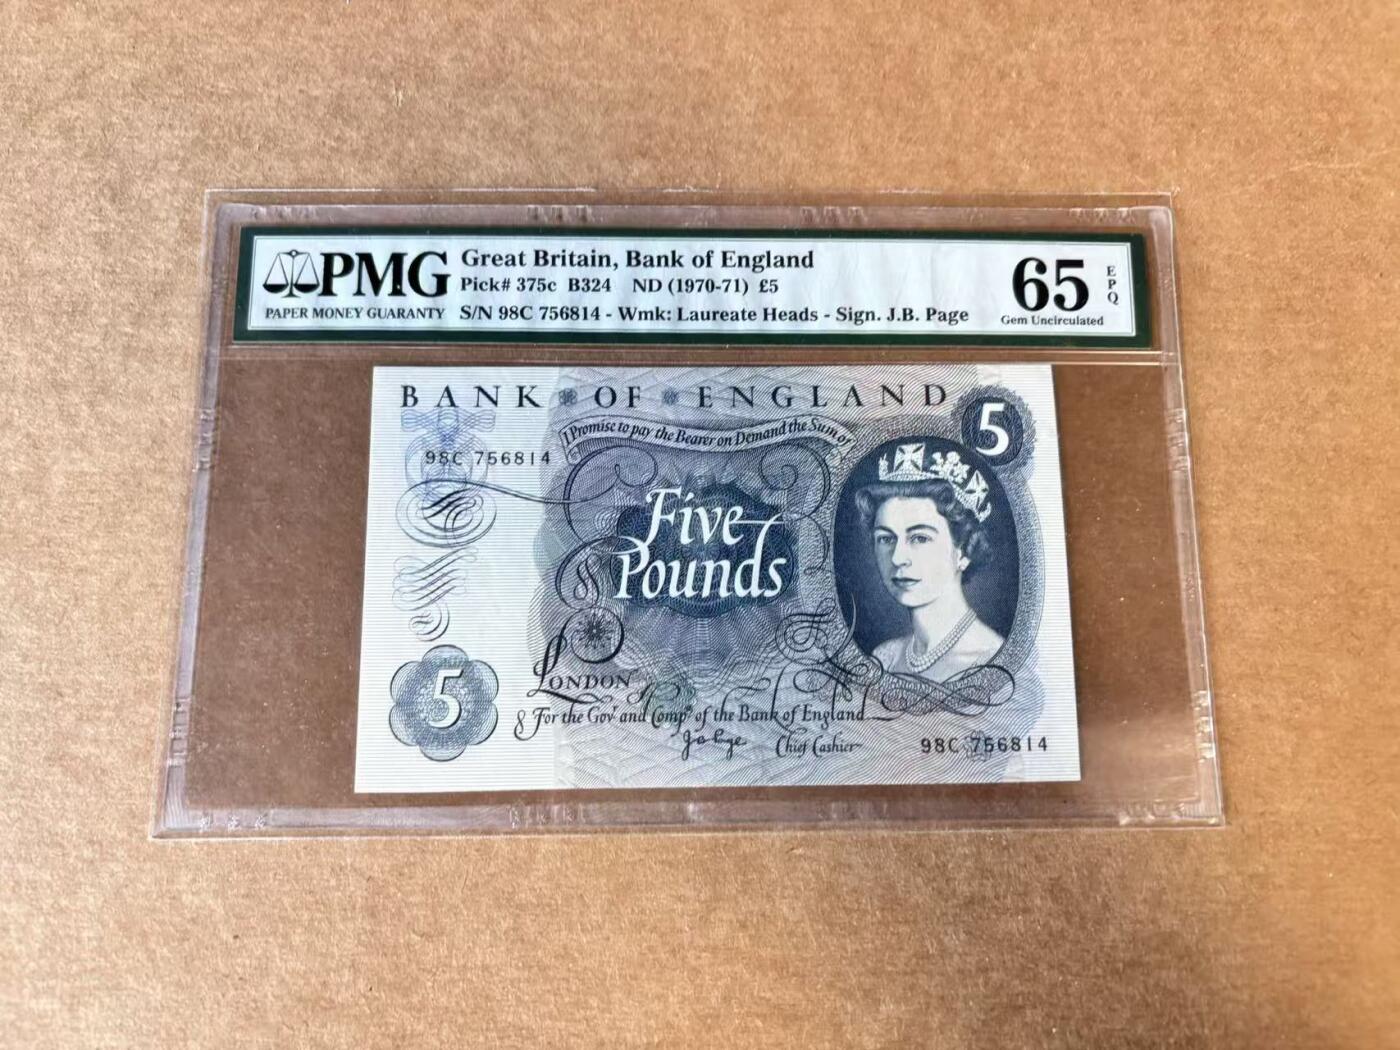 PMG
PAPER MONEY GUARANTY
Great Britain, Bank of England
Pick# 375c B324 ND (1970-71) £5
S/N 98C 756814 - Wmk: Laureate Heads - Sign. J.B. Page
65 EPQ
Gem Uncirculated
BANK OF ENGLAND
5
I Promise to pay the Bearer on Demand the Sum of
98C 756814
Five
Pounds
LONDON
5
For the Govr and Compa of the Bank of England
Chief Cashier
98C 756814